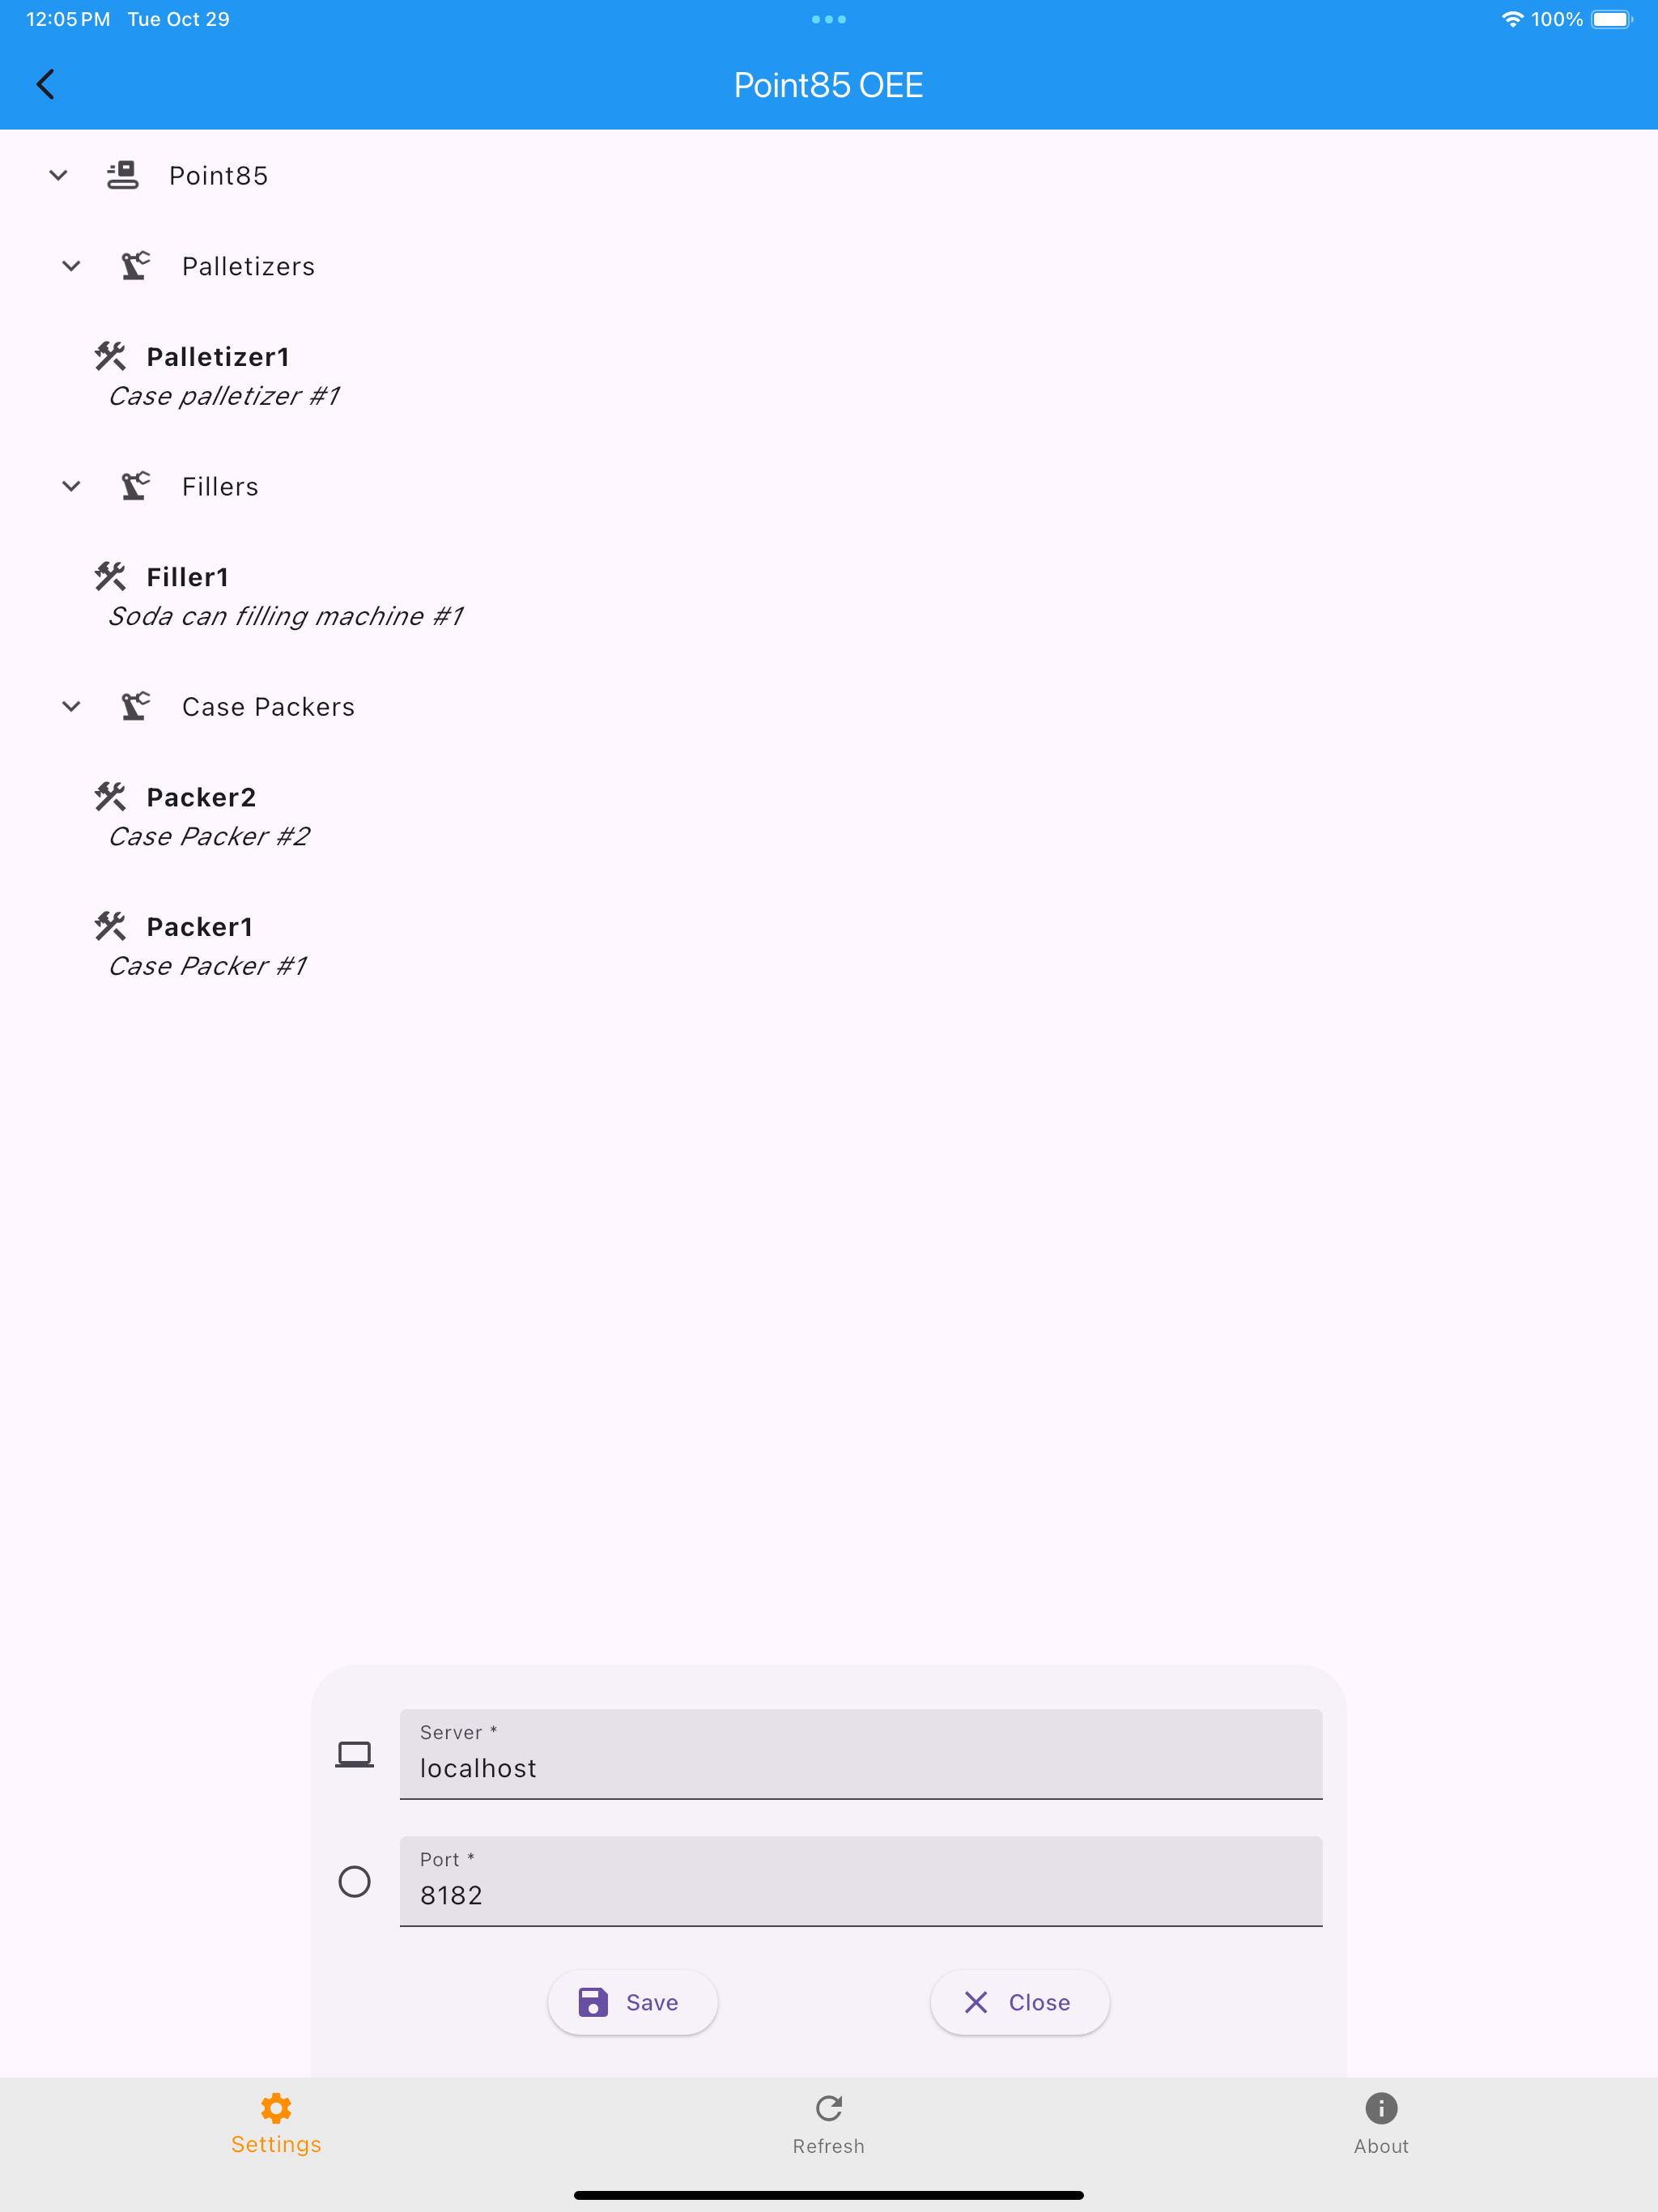 12:05 PM Tue Oct 29
100%
Point85 OEE
Point85
Palletizers
Palletizer1
Case palletizer #1
Fillers
Filler1
Soda can filling machine #1
Case Packers
Packer2
Case Packer #2
Packer1
Case Packer #1
Server *
localhost
Port *
8182
Save
Close
Settings
Refresh
About